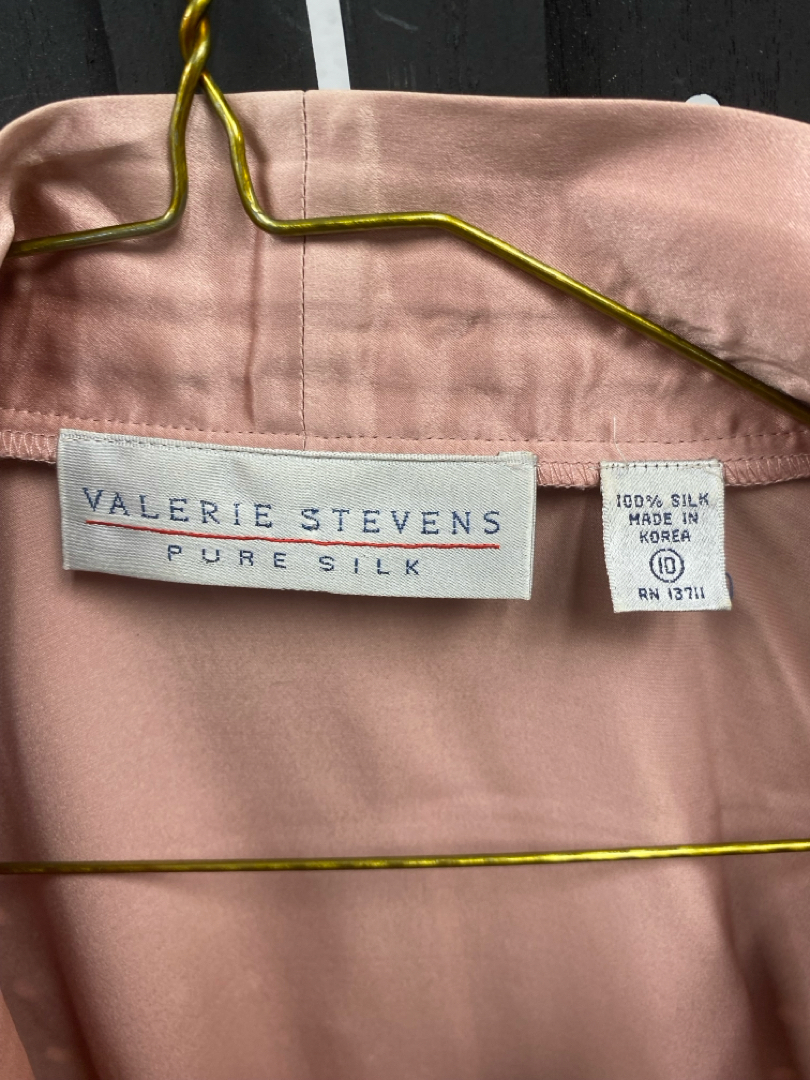 VALERIE STEVENS
PURE SILK
100% SILK
MADE IN
KOREA
10
RN 13711